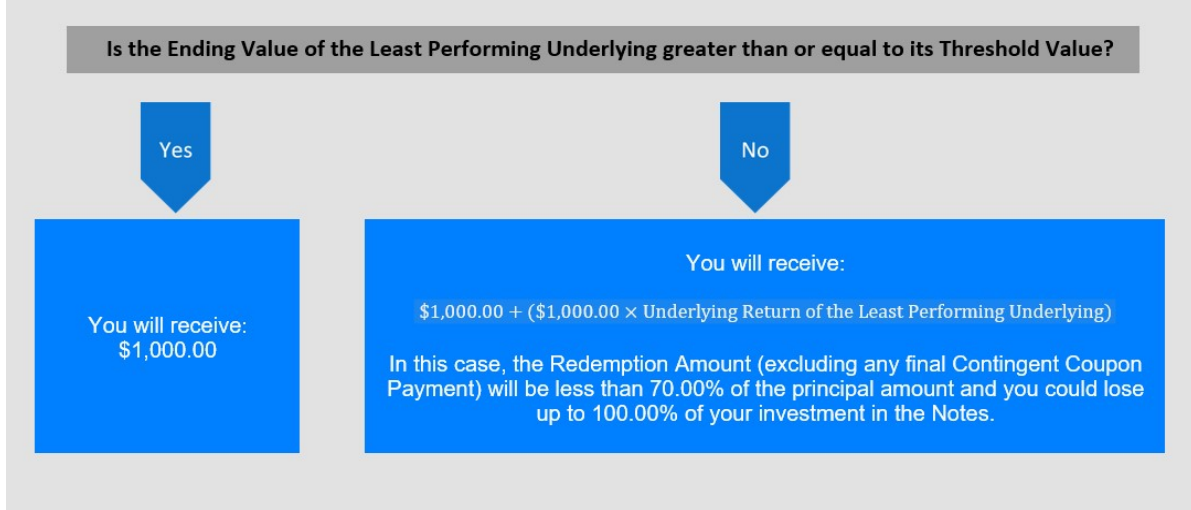 Is the Ending Value of the Least Performing Underlying greater than or equal to its Threshold Value?
Yes
No
You will receive:
$1,000.00
You will receive:
$1,000.00 + ($1,000.00 × Underlying Return of the Least Performing Underlying)
In this case, the Redemption Amount (excluding any final Contingent Coupon
Payment) will be less than 70.00% of the principal amount and you could lose
up to 100.00% of your investment in the Notes.